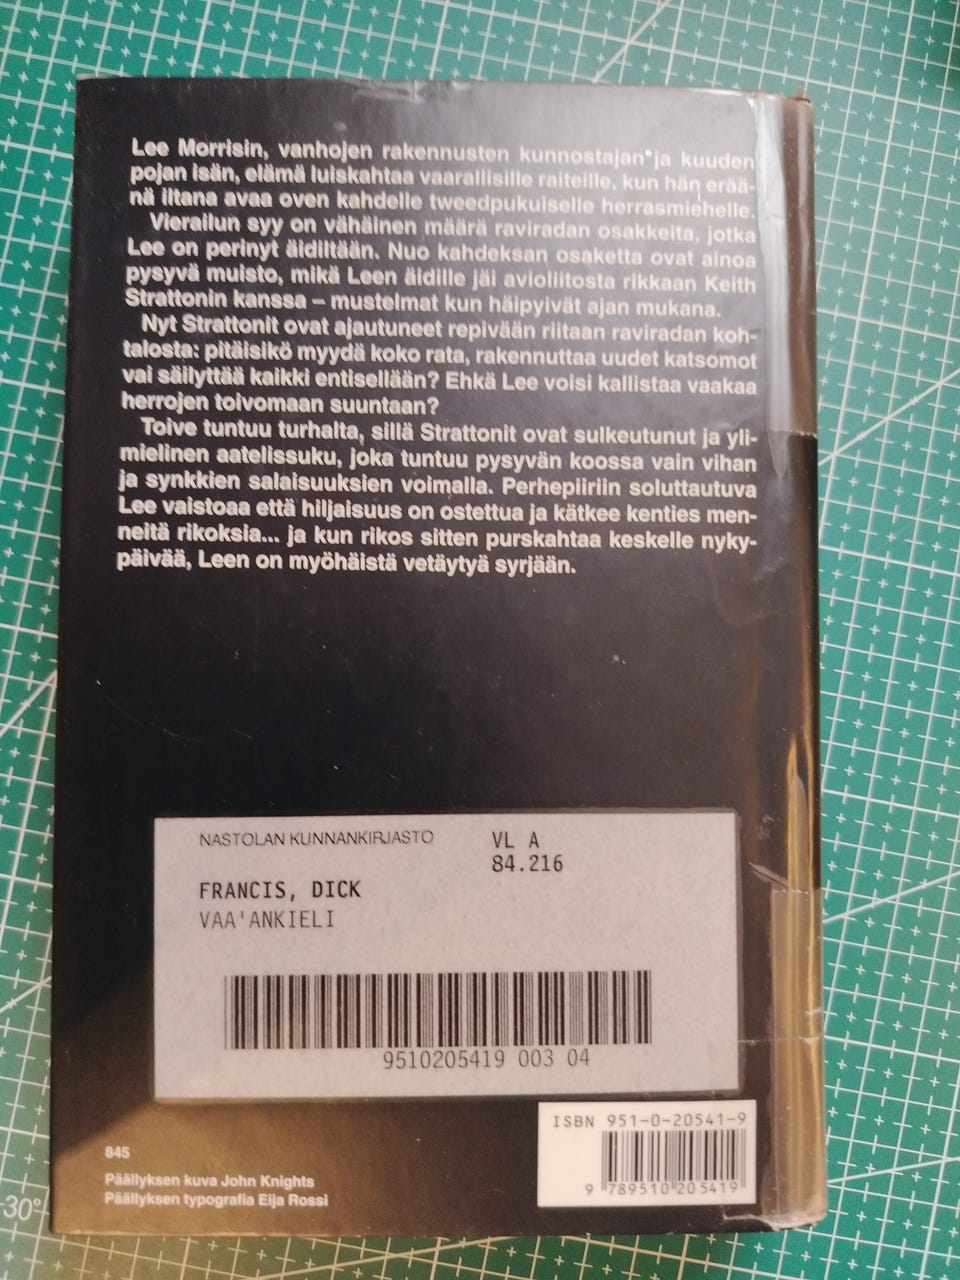 Lee Morrisin, vanhojen rakennusten kunnostajan ja kuuden
pojan isän, elämä luiskahtaa vaarallisille raiteille, kun hän erää-
nä iltana avaa oven kahdelle tweedpukuiselle herrasmiehelle.
Vierailun syy on vähäinen määrä raviradan osakkeita, jotka
Lee on perinyt äidiltään. Nuo kahdeksan osaketta ovat ainoa
pysyvä muisto, mikä Leen äidille jäi avioliitosta rikkaan Keith
Strattonin kanssa – mustelmat kun häipyivät ajan mukana.
Nyt Strattonit ovat ajautuneet repivään riitaan raviradan koh-
talosta: pitäisikö myydä koko rata, rakennuttaa uudet katsomot
vai säilyttää kaikki entisellään? Ehkä Lee voisi kallistaa vaakaa
herrojen toivomaan suuntaan?
Toive tuntuu turhalta, sillä Strattonit ovat sulkeutunut ja yli-
mielinen aatelissuku, joka tuntuu pysyvän koossa vain vihan
ja synkkien salaisuuksien voimalla. Perhepiiriin soluttautuva
Lee vaistoaa että hiljaisuus on ostettua ja kätkee kenties men-
neitä rikoksia... ja kun rikos sitten purskahtaa keskelle nyky-
päivää, Leen on myöhäistä vetäytyä syrjään.
NASTOLAN KUNNANKIRJASTO
VL A
84.216
FRANCIS, DICK
VAA'ANKIELI
9510205419 003 04
ISBN 951-0-20541-9
9 789510 205419
845
Päällyksen kuva John Knights
Päällyksen typografia Eija Rossi
30°